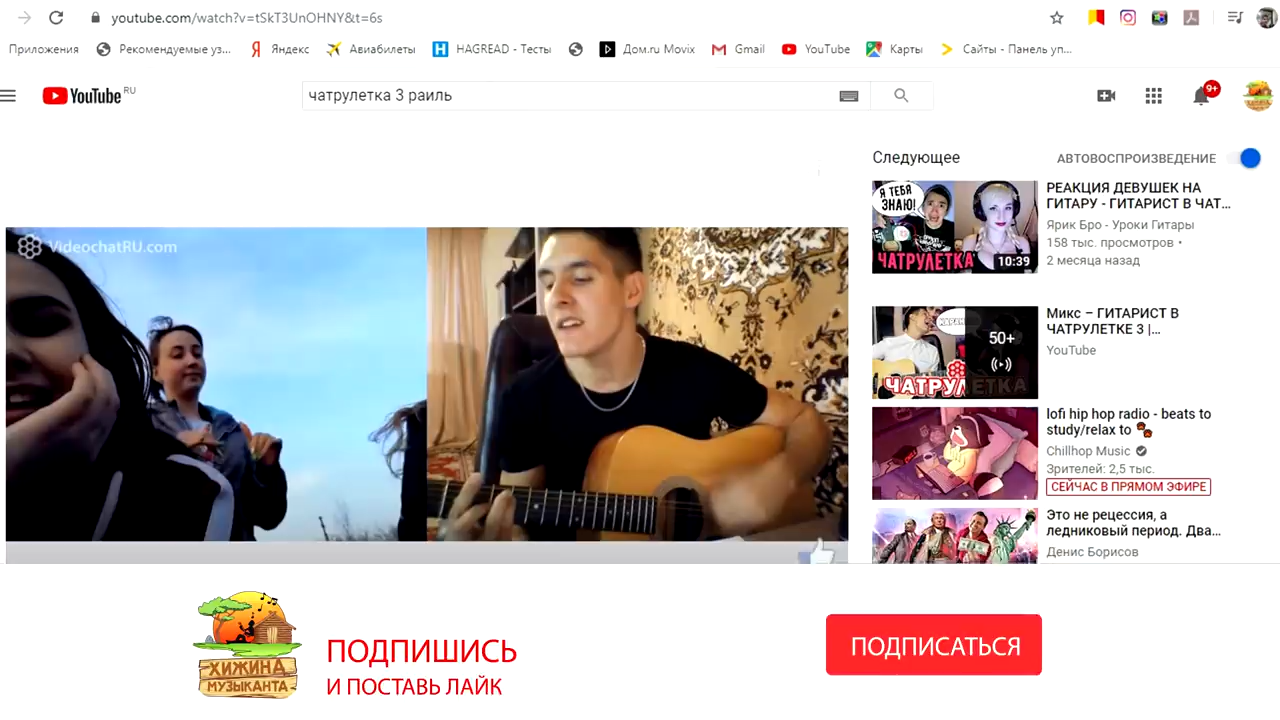 youtube.com/watch?v=tSkT3UnOHNY&t=6s
Приложения
Рекомендуемые уз...
Яндекс
Авиабилеты
HAGREAD - Тесты
Дом.ru Movix
Gmail
YouTube
Карты
Сайты - Панель уп...
YouTube RU
чатрулетка 3 раиль
9+
VideochatRU.com
Следующее
АВТОВОСПРОИЗВЕДЕНИЕ
Я ТЕБЯ
ЗНАЮ!
ЧАТРУЛЕТКА
10:39
РЕАКЦИЯ ДЕВУШЕК НА
ГИТАРУ - ГИТАРИСТ В ЧАТ...
Ярик Бро - Уроки Гитары
158 тыс. просмотров •
2 месяца назад
50+
ЧАТРУЛЕТКА
Микс – ГИТАРИСТ В
ЧАТРУЛЕТКЕ 3 |...
YouTube
lofi hip hop radio - beats to
study/relax to
Chillhop Music
Зрителей: 2,5 тыс.
СЕЙЧАС В ПРЯМОМ ЭФИРЕ
Это не рецессия, а
ледниковый период. Два...
Денис Борисов
ХИЖИНА
МУЗЫКАНТА
ПОДПИШИСЬ
И ПОСТАВЬ ЛАЙК
ПОДПИСАТЬСЯ